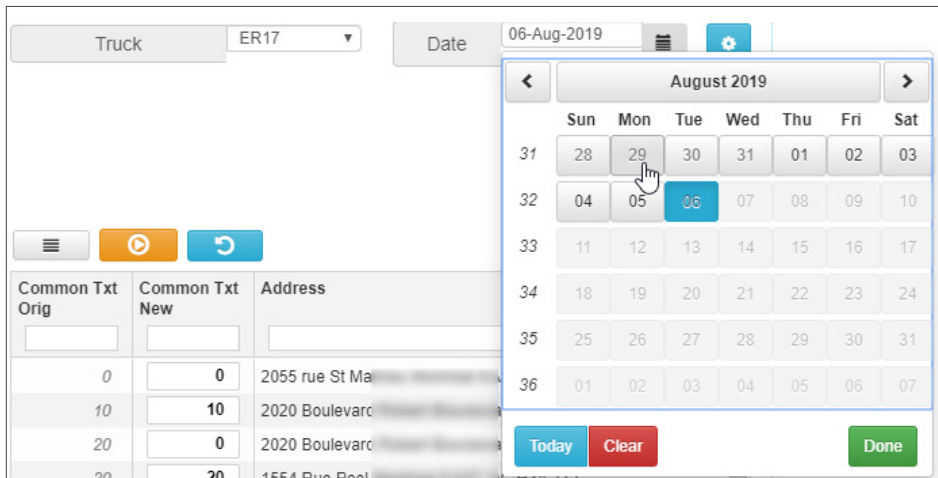 Truck ER17 Date 06-Aug-2019
August 2019
Sun Mon Tue Wed Thu Fri Sat
31 28 29 30 31 01 02 03
32 04 05 06 07 08 09 10
33 11 12 13 14 15 16 17
34 18 19 20 21 22 23 24
35 25 26 27 28 29 30 31
36 01 02 03 04 05 06 07
Today Clear Done
Common Txt Orig
Common Txt New
Address
0 0 2055 rue St
10 10 2020 Boulevard
20 0 2020 Boulevard
20 1554 Rue